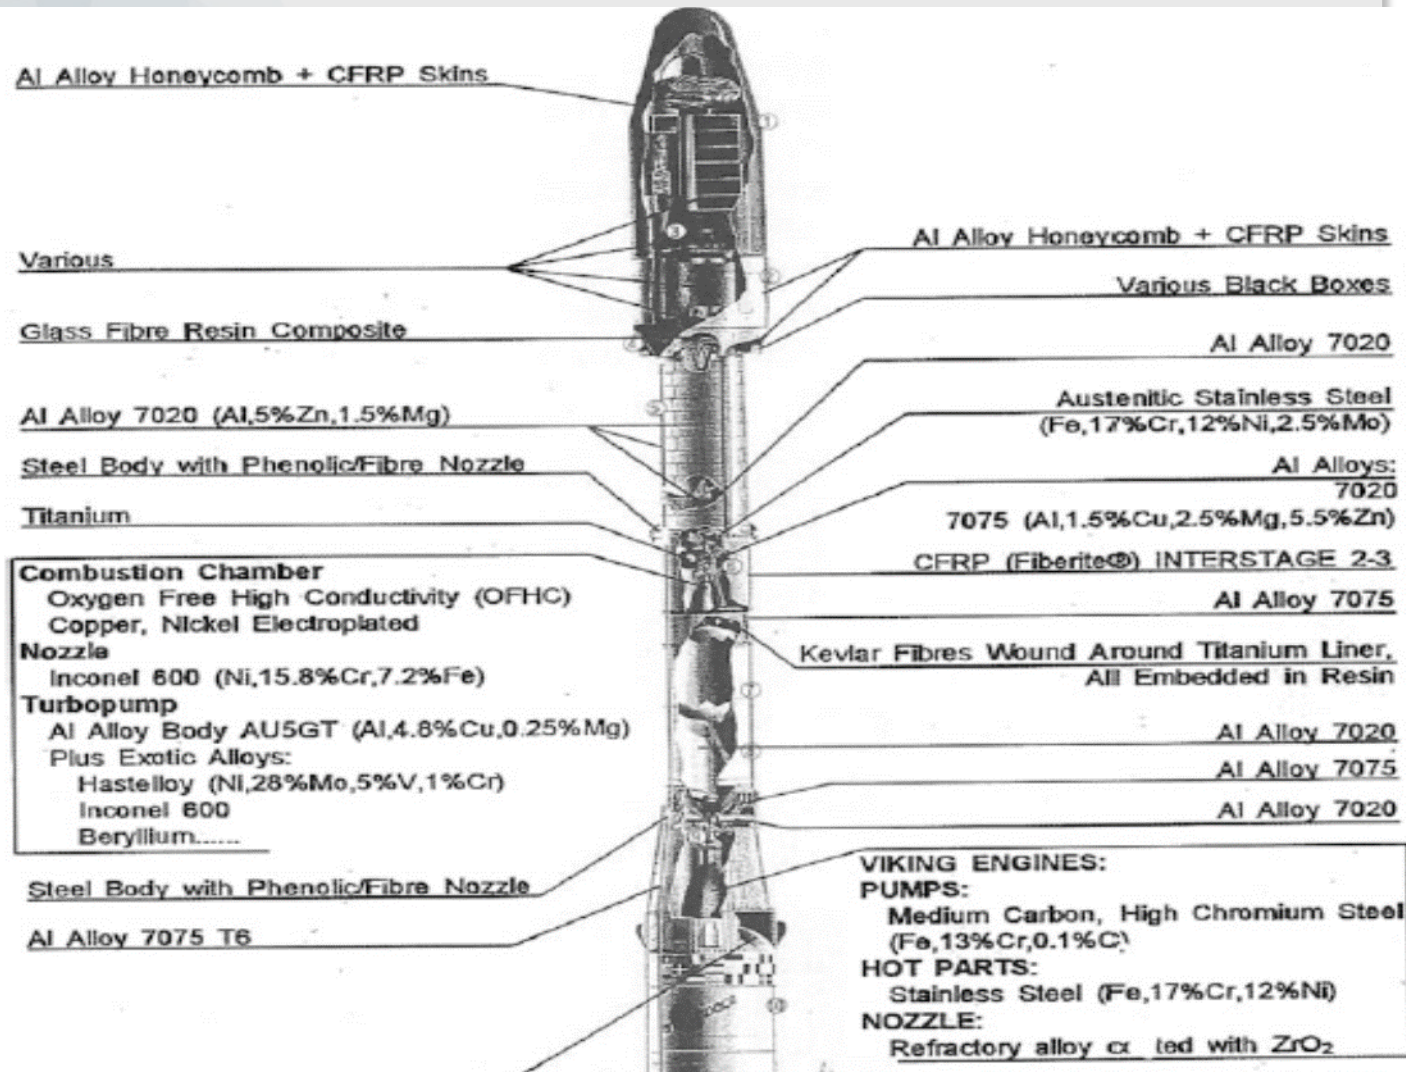 Al Alloy Honeycomb + CFRP Skins
Various
Glass Fibre Resin Composite
Al Alloy 7020 (Al,5%Zn,1.5%Mg)
Steel Body with Phenolic/Fibre Nozzle
Titanium
Combustion Chamber
Oxygen Free High Conductivity (OFHC)
Copper, Nickel Electroplated
Nozzle
Inconel 600 (Ni,15.8%Cr,7.2%Fe)
Turbopump
Al Alloy Body AU5GT (Al,4.8%Cu,0.25%Mg)
Plus Exotic Alloys:
Hastelloy (Ni,28%Mo,5%V,1%Cr)
Inconel 600
Beryllium......
Steel Body with Phenolic/Fibre Nozzle
Al Alloy 7075 T6
Al Alloy Honeycomb + CFRP Skins
Various Black Boxes
Al Alloy 7020
Austenitic Stainless Steel
(Fe,17%Cr,12%Ni,2.5%Mo)
Al Alloys:
7020
7075 (Al,1.5%Cu,2.5%Mg,5.5%Zn)
CFRP (Fiberite®) INTERSTAGE 2-3
Al Alloy 7075
Kevlar Fibres Wound Around Titanium Liner,
All Embedded in Resin
Al Alloy 7020
Al Alloy 7075
Al Alloy 7020
VIKING ENGINES:
PUMPS:
Medium Carbon, High Chromium Steel
(Fe,13%Cr,0.1%C)
HOT PARTS:
Stainless Steel (Fe,17%Cr,12%Ni)
NOZZLE:
Refractory alloy with ZrO₂